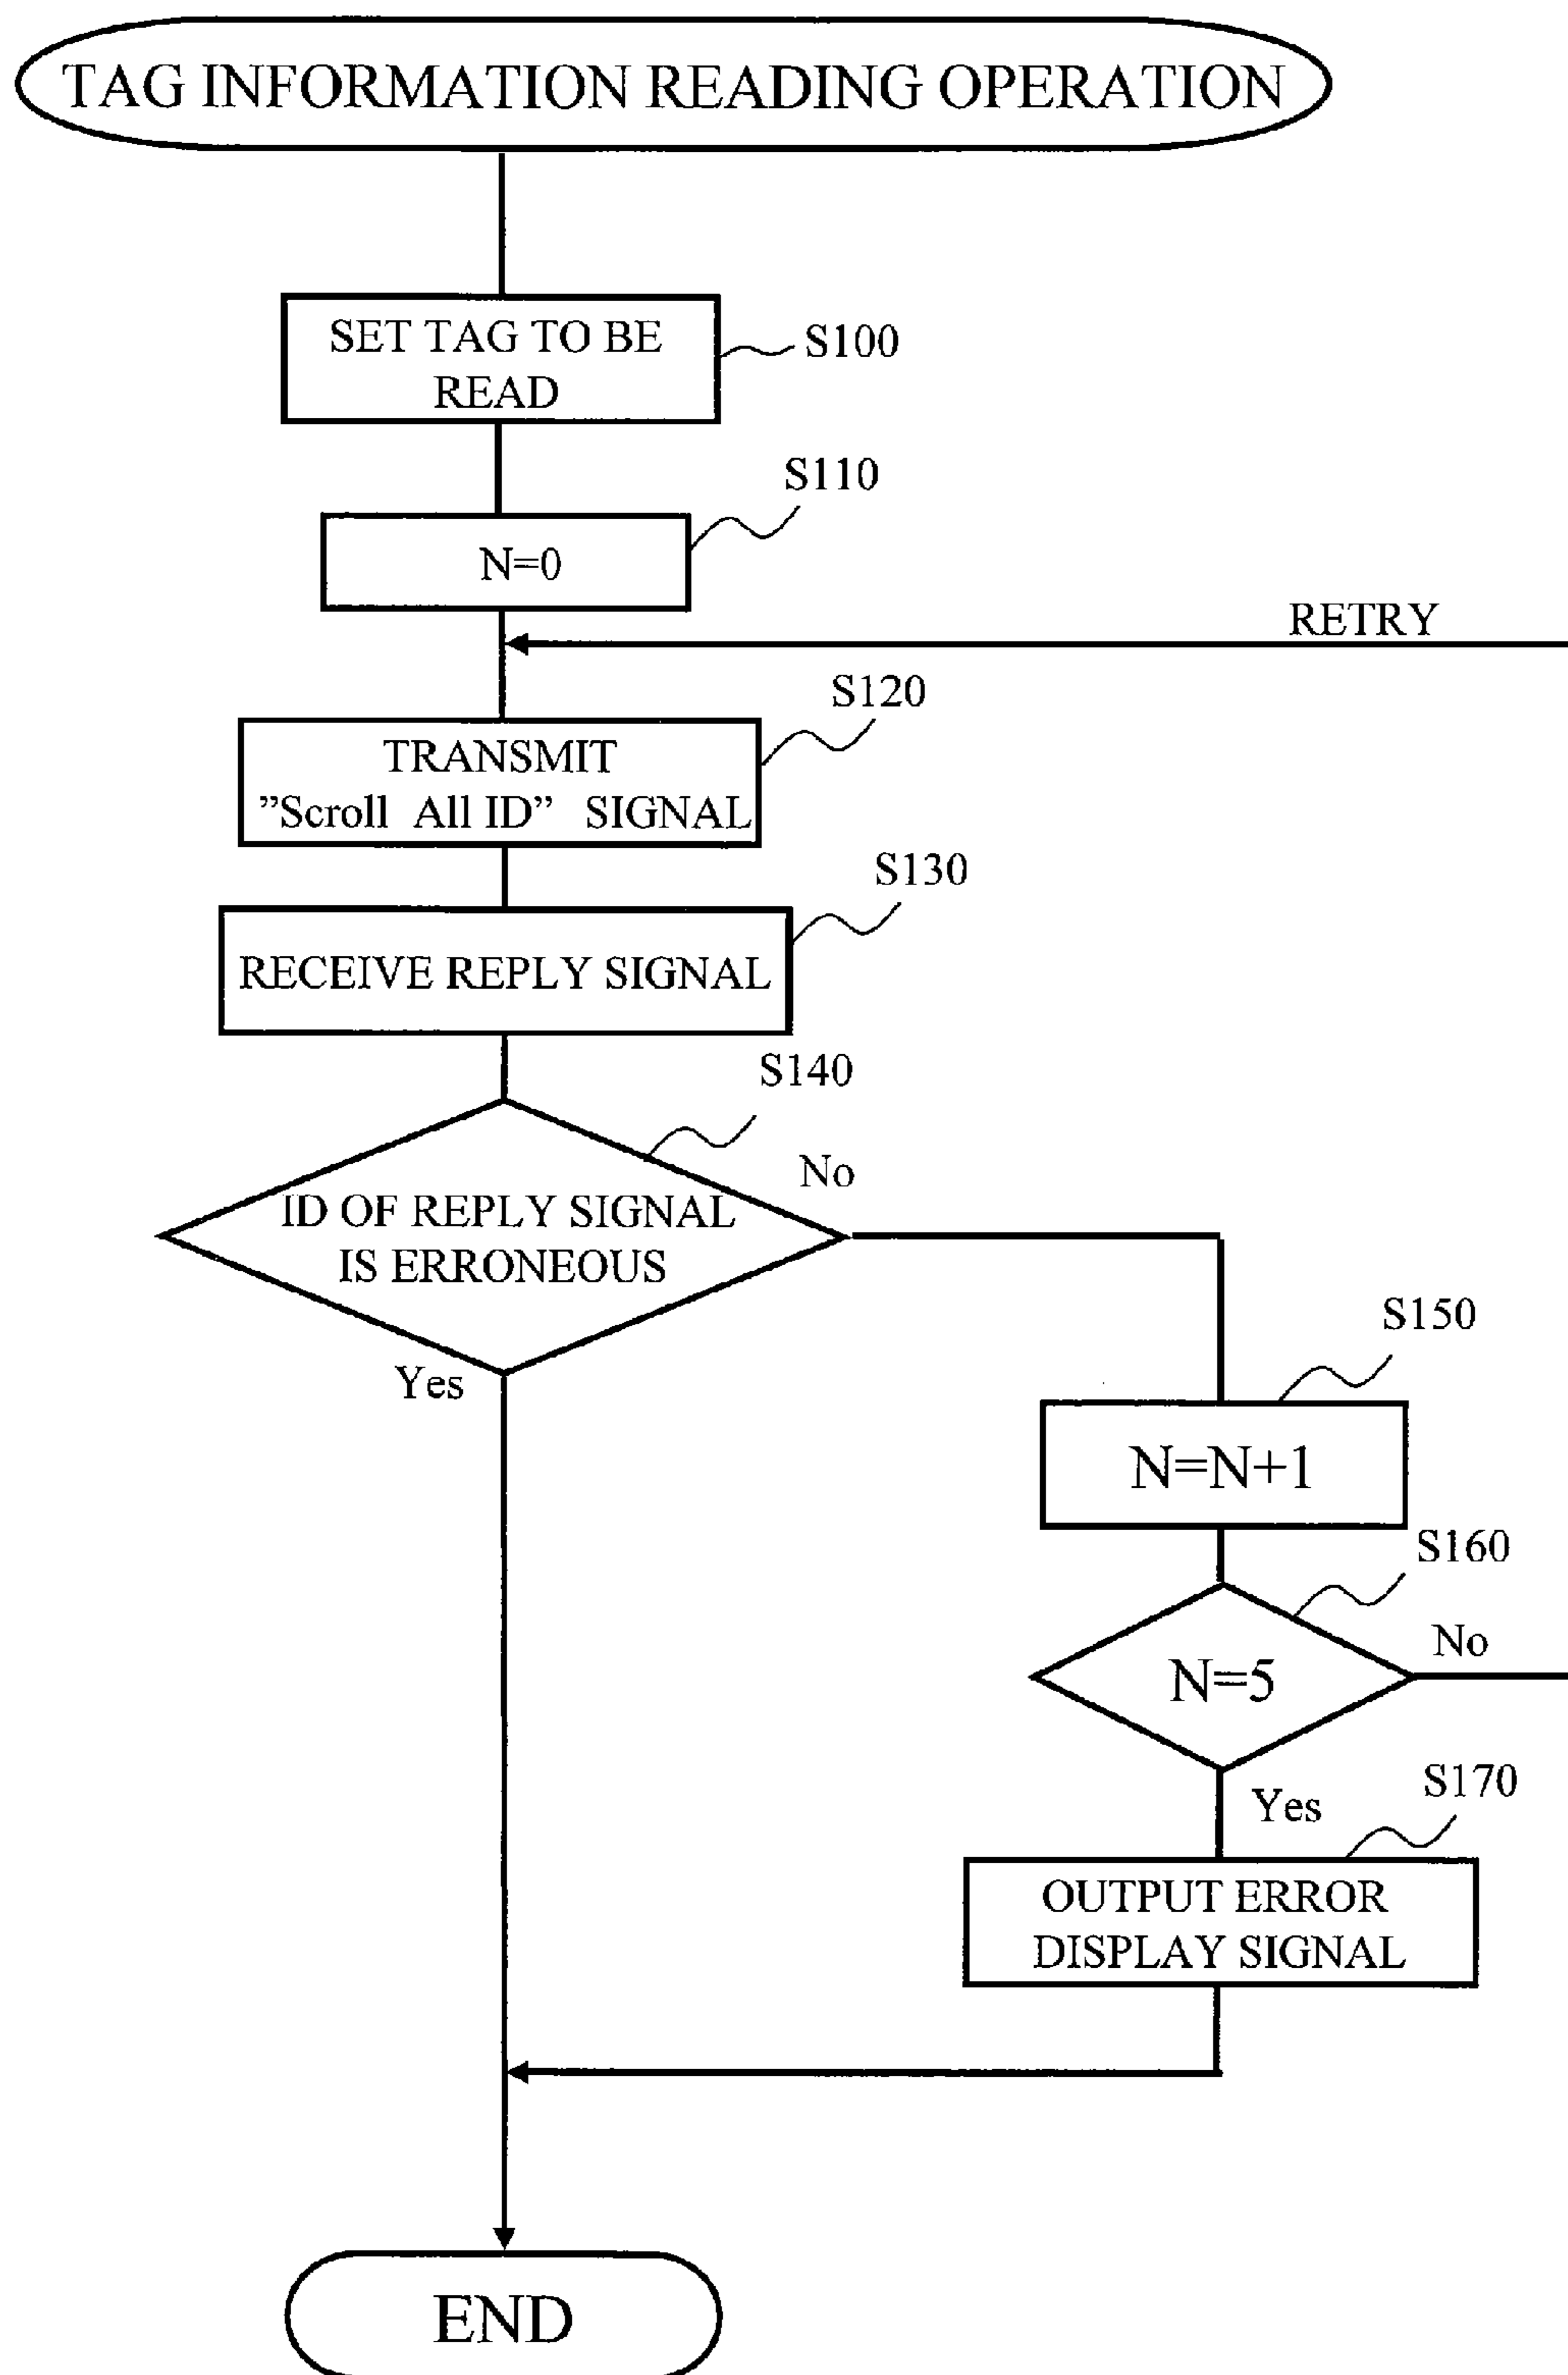 TAG INFORMATION READING OPERATION
SET TAG TO BE
READ
S100
S110
N=0
RETRY
S120
TRANSMIT
”Scroll All ID” SIGNAL
S130
RECEIVE REPLY SIGNAL
S140
No
ID OF REPLY SIGNAL
IS ERRONEOUS
Yes
S150
N=N+1
S160
No
N=5
Yes
S170
OUTPUT ERROR
DISPLAY SIGNAL
END